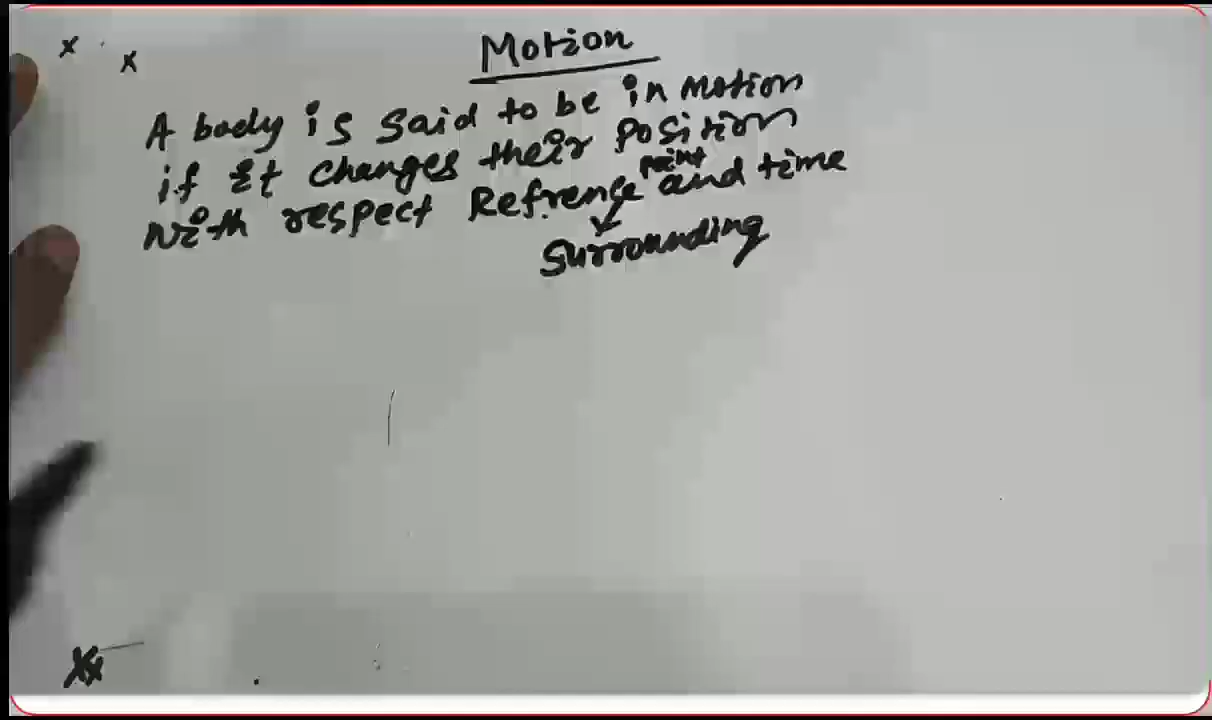 x x
Motion
A body is said to be in motion
if it changes their position
with respect Refrence point and time
surrounding
xx